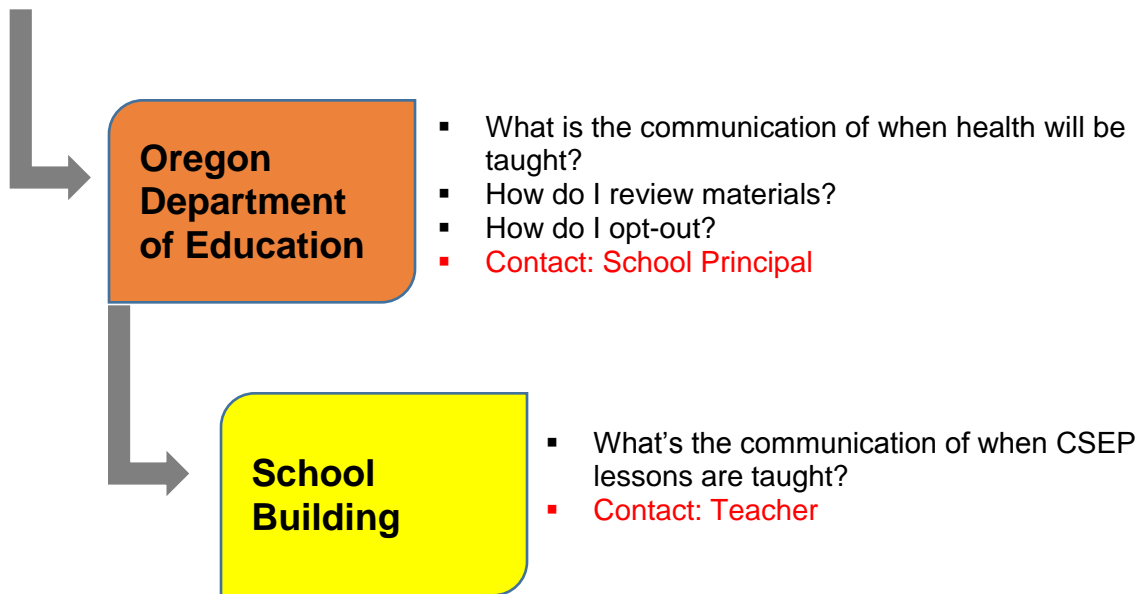 Oregon
Department
of Education
▪ What is the communication of when health will be
taught?
▪ How do I review materials?
▪ How do I opt-out?
▪ Contact: School Principal
School
Building
▪ What’s the communication of when CSEP
lessons are taught?
▪ Contact: Teacher